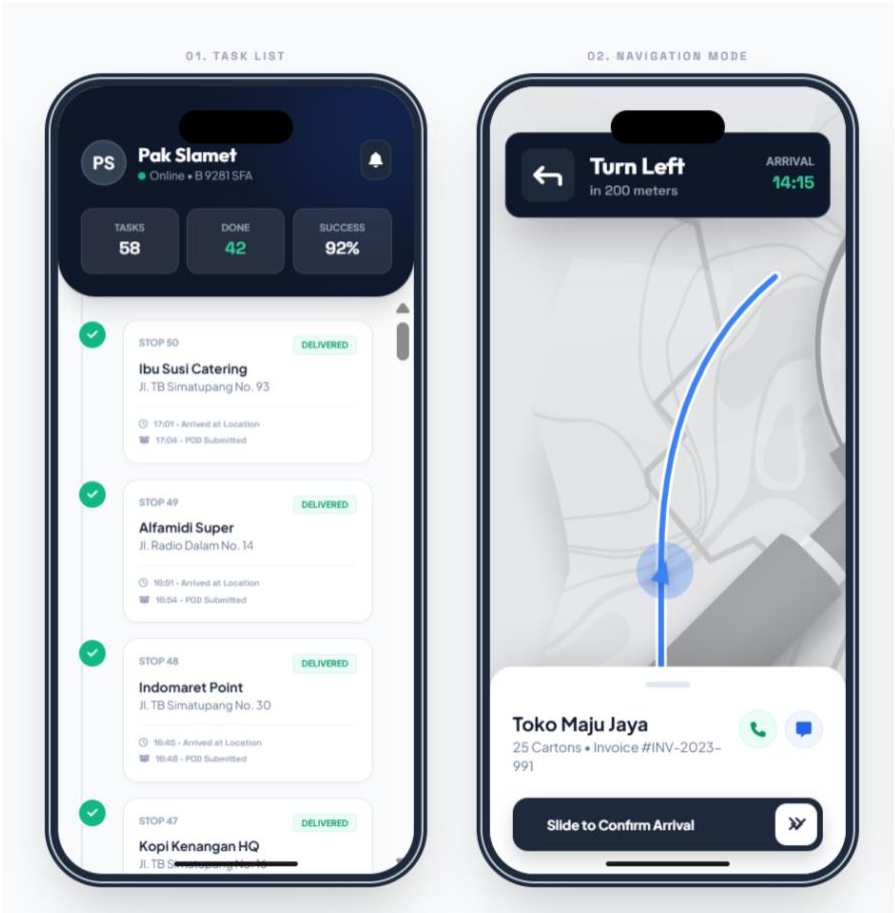 01. TASK LIST
PS
Pak Slamet
Online • B 9281 SFA
TASKS
58
DONE
42
SUCCESS
92%
STOP 50
DELIVERED
Ibu Susi Catering
Jl. TB Simatupang No. 93
17:01 - Arrived at Location
17:04 - POD Submitted
STOP 49
DELIVERED
Alfamidi Super
Jl. Radio Dalam No. 14
16:51 - Arrived at Location
16:54 - POD Submitted
STOP 48
DELIVERED
Indomaret Point
Jl. TB Simatupang No. 30
16:45 - Arrived at Location
16:48 - POD Submitted
STOP 47
DELIVERED
Kopi Kenangan HQ
Jl. TB Simatupang No. 16
02. NAVIGATION MODE
Turn Left
in 200 meters
ARRIVAL
14:15
Toko Maju Jaya
25 Cartons • Invoice #INV-2023-
991
Slide to Confirm Arrival